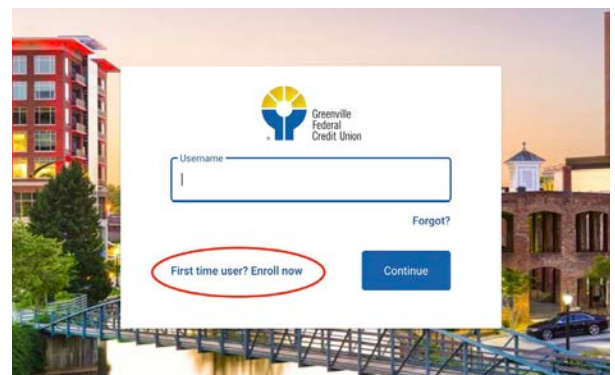 Greenville
Federal
Credit Union
Username
Forgot?
First time user? Enroll now
Continue